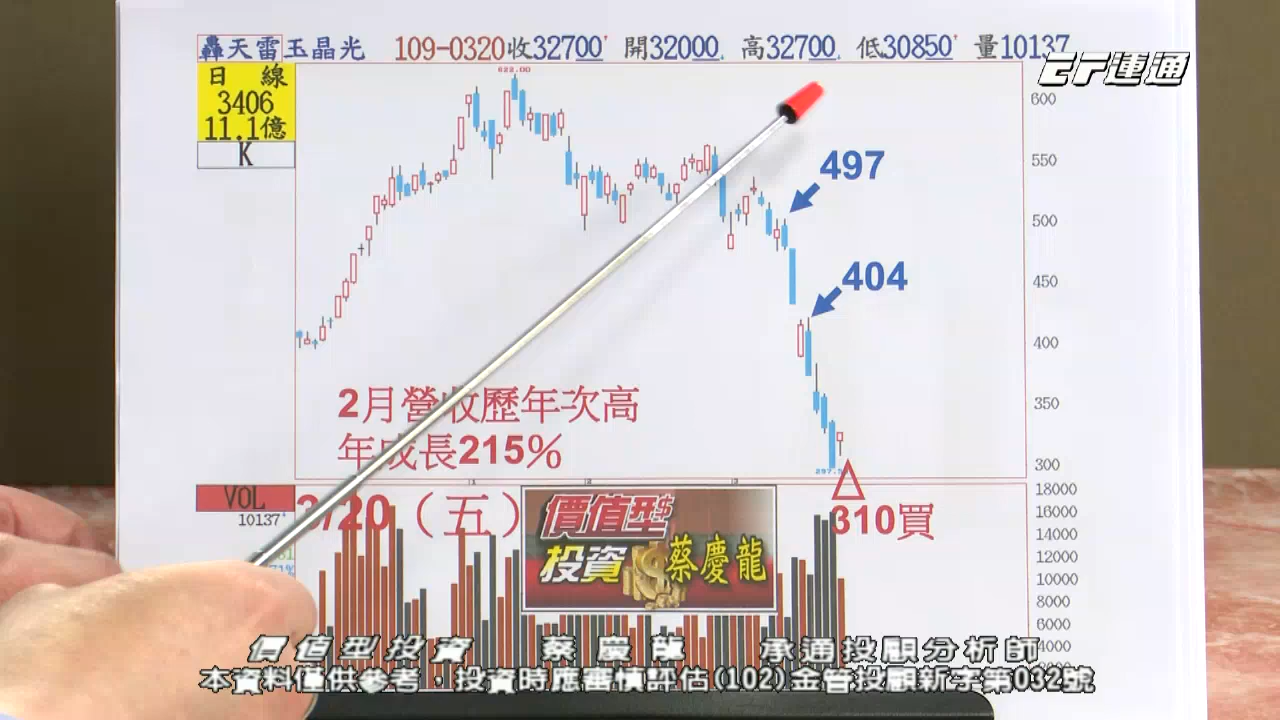 轟天雷玉晶光 109-0320收32700' 開32000. 高32700. 低30850' 量10137
EF運通
日 線
3406
11.1億
K
622.00
600
550
500
450
400
350
300
497
404
2月營收歷年次高
年成長215%
297.5
VOL
10137'
3/20（五）
310買
價值型$
投資 蔡慶龍
18000
16000
14000
12000
10000
8000
6000
4000
價值型投資 蔡慶龍 承通投顧分析師
本資料僅供參考，投資時應審慎評估(102)金管投顧新字第032號